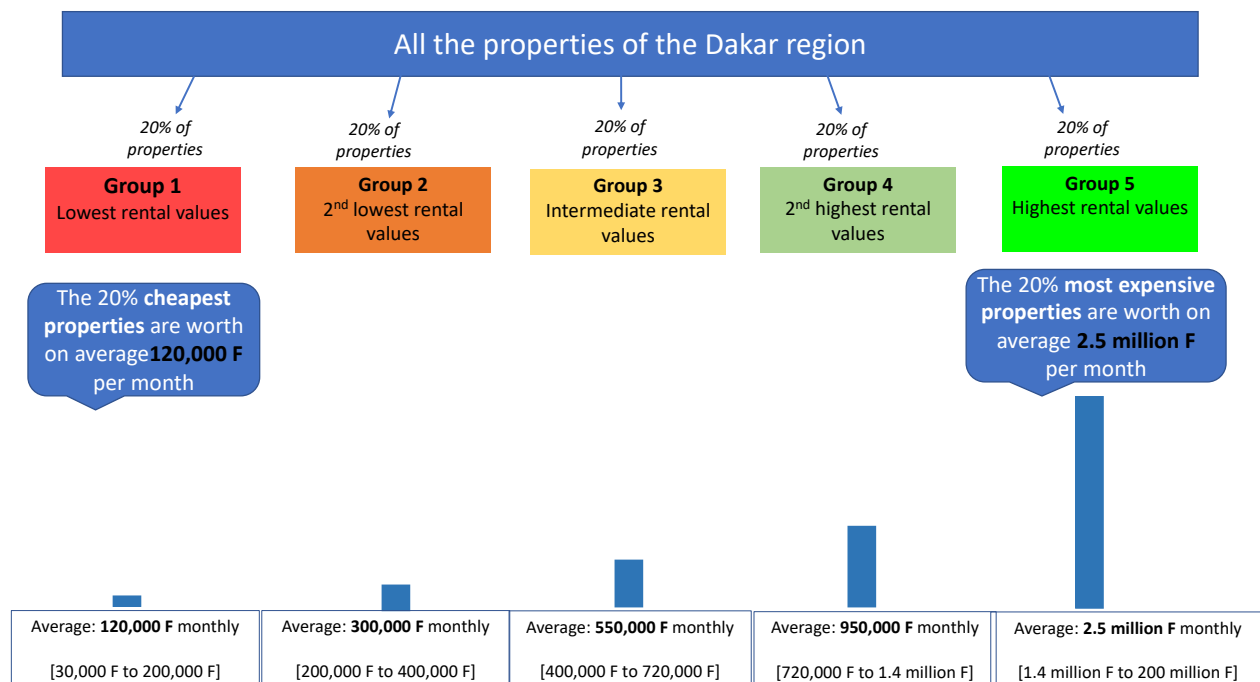 All the properties of the Dakar region
20% of
properties
20% of
properties
20% of
properties
20% of
properties
20% of
properties
Group 1
Lowest rental values
Group 2
2nd lowest rental
values
Group 3
Intermediate rental
values
Group 4
2nd highest rental
values
Group 5
Highest rental values
The 20% cheapest
properties are worth
on average 120,000 F
per month
The 20% most expensive
properties are worth on
average 2.5 million F
per month
Average: 120,000 F monthly
[30,000 F to 200,000 F]
Average: 300,000 F monthly
[200,000 F to 400,000 F]
Average: 550,000 F monthly
[400,000 F to 720,000 F]
Average: 950,000 F monthly
[720,000 F to 1.4 million F]
Average: 2.5 million F monthly
[1.4 million F to 200 million F]